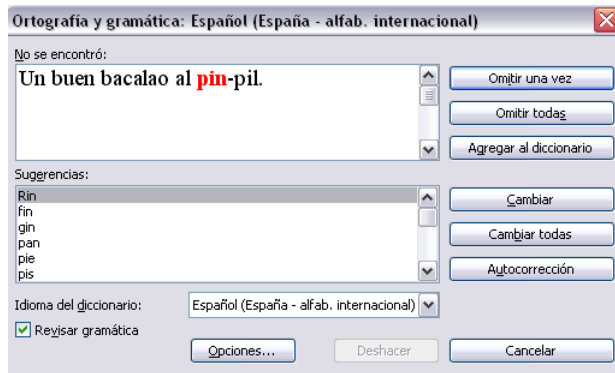 Ortografía y gramática: Español (España - alfab. internacional)
No se encontró:
Un buen bacalao al pin-pil.
Omitir una vez
Omitir todas
Agregar al diccionario
Sugerencias:
Rin
fin
gin
pan
pie
pis
Cambiar
Cambiar todas
Autocorrección
Idioma del diccionario: Español (España - alfab. internacional)
Revisar gramática
Opciones... Deshacer Cancelar